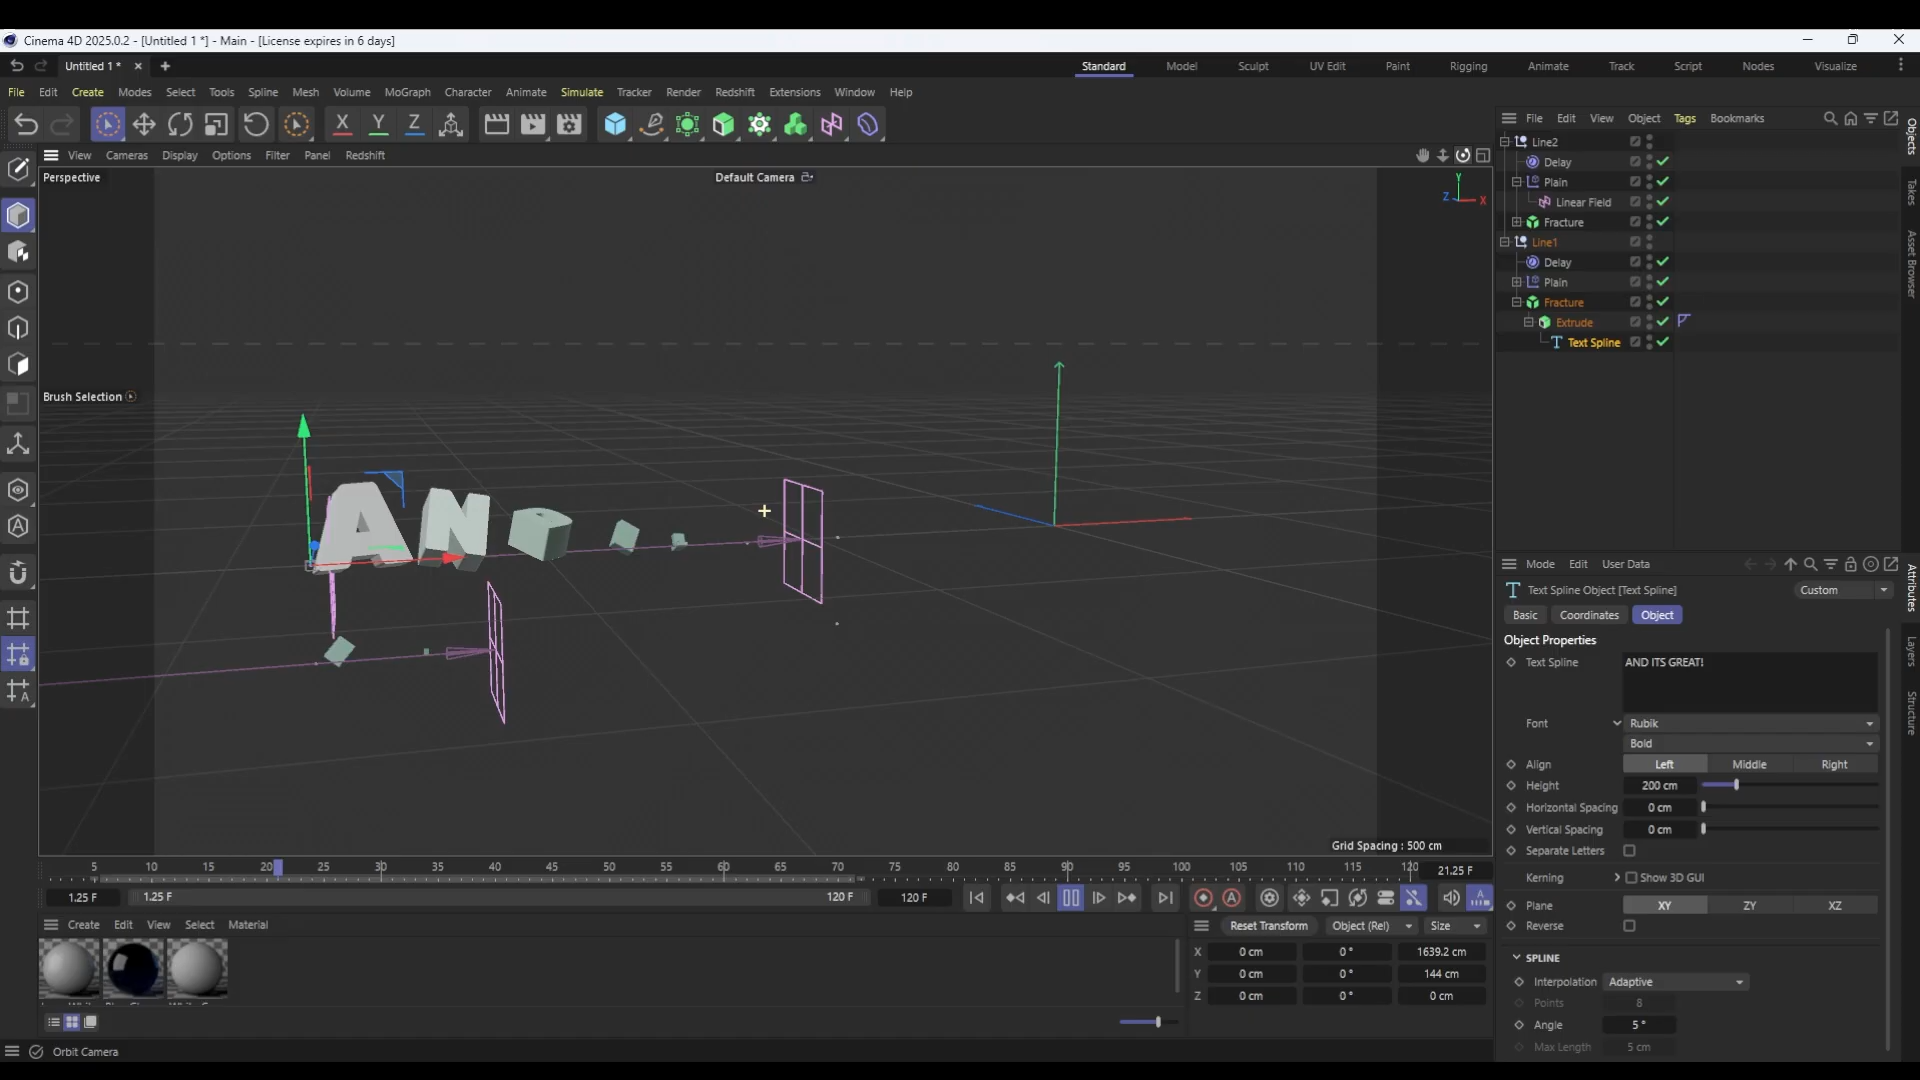 Cinema 4D 2025.0.2 - [Untitled 1 *] - Main - [License expires in 6 days]
Untitled 1 *
Standard Model Sculpt UV Edit Paint Rigging Animate Track Script Nodes Visualize
File Edit Create Modes Select Tools Spline Mesh Volume MoGraph Character Animate Simulate Tracker Render Redshift Extensions Window Help
X Y Z
View Cameras Display Options Filter Panel Redshift
Perspective
Default Camera
Y
Z X
Brush Selection
AND
Grid Spacing : 500 cm
5 10 15 20 25 30 35 40 45 50 55 60 65 70 75 80 85 90 95 100 105 110 115 120
21.25 F
1.25 F 1.25 F 120 F 120 F
Create Edit View Select Material
Reset Transform Object (Rel) Size
X 0 cm 0 ° 1639.2 cm
Y 0 cm 0 ° 144 cm
Z 0 cm 0 ° 0 cm
Orbit Camera
File Edit View Object Tags Bookmarks
Line2
Delay
Plain
Linear Field
Fracture
Line1
Delay
Plain
Fracture
Extrude
Text Spline
Objects
Takes
Asset Browser
Mode Edit User Data
Text Spline Object [Text Spline] Custom
Basic Coordinates Object
Object Properties
Text Spline AND ITS GREAT!
Font Rubik
Bold
Align Left Middle Right
Height 200 cm
Horizontal Spacing 0 cm
Vertical Spacing 0 cm
Separate Letters
Kerning Show 3D GUI
Plane XY ZY XZ
Reverse
SPLINE
Interpolation Adaptive
Points 8
Angle 5 °
Max Length 5 cm
Attributes
Layers
Structure